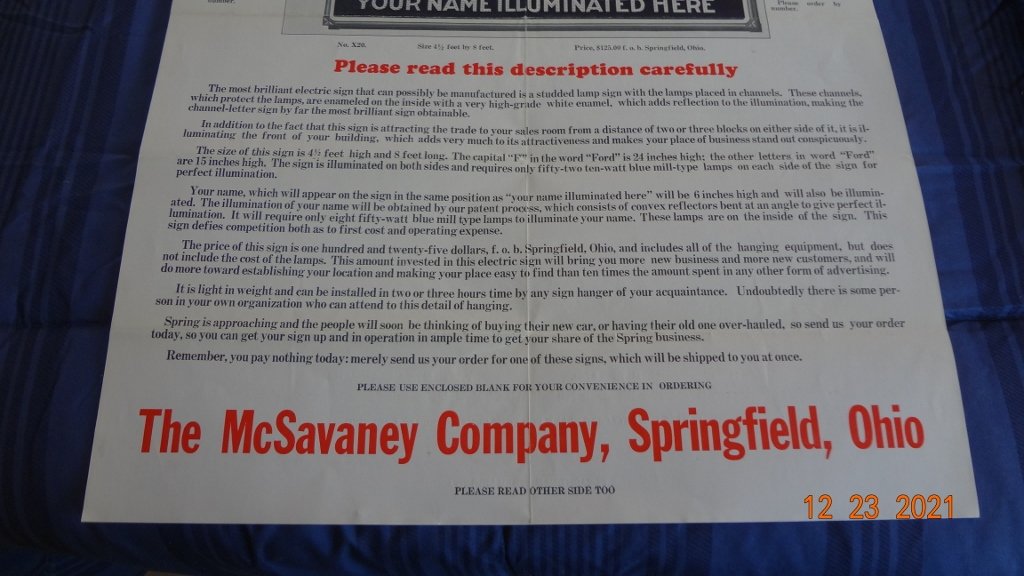 YOUR NAME ILLUMINATED HERE
number.
Please order by
number.
No. X20. Size 4½ feet by 8 feet. Price, $125.00 f. o. b. Springfield, Ohio.
Please read this description carefully
The most brilliant electric sign that can possibly be manufactured is a studded lamp sign with the lamps placed in channels. These channels,
which protect the lamps, are enameled on the inside with a very high-grade white enamel, which adds reflection to the illumination, making the
channel-letter sign by far the most brilliant sign obtainable.
In addition to the fact that this sign is attracting the trade to your sales room from a distance of two or three blocks on either side of it, it is il-
luminating the front of your building, which adds very much to its attractiveness and makes your place of business stand out conspicuously.
The size of this sign is 4½ feet high and 8 feet long. The capital "F" in the word "Ford" is 24 inches high; the other letters in word "Ford"
are 15 inches high. The sign is illuminated on both sides and requires only fifty-two ten-watt blue mill-type lamps on each side of the sign for
perfect illumination.
Your name, which will appear on the sign in the same position as "your name illuminated here" will be 6 inches high and will also be illumin-
ated. The illumination of your name will be obtained by our patent process, which consists of convex reflectors bent at an angle to give perfect il-
lumination. It will require only eight fifty-watt blue mill type lamps to illuminate your name. These lamps are on the inside of the sign. This
sign defies competition both as to first cost and operating expense.
The price of this sign is one hundred and twenty-five dollars, f. o. b. Springfield, Ohio, and includes all of the hanging equipment, but does
not include the cost of the lamps. This amount invested in this electric sign will bring you more new business and more new customers, and will
do more toward establishing your location and making your place easy to find than ten times the amount spent in any other form of advertising.
It is light in weight and can be installed in two or three hours time by any sign hanger of your acquaintance. Undoubtedly there is some per-
son in your own organization who can attend to this detail of hanging.
Spring is approaching and the people will soon be thinking of buying their new car, or having their old one over-hauled, so send us your order
today, so you can get your sign up and in operation in ample time to get your share of the Spring business.
Remember, you pay nothing today: merely send us your order for one of these signs, which will be shipped to you at once.
PLEASE USE ENCLOSED BLANK FOR YOUR CONVENIENCE IN ORDERING
The McSavaney Company, Springfield, Ohio
PLEASE READ OTHER SIDE TOO
12 23 2021